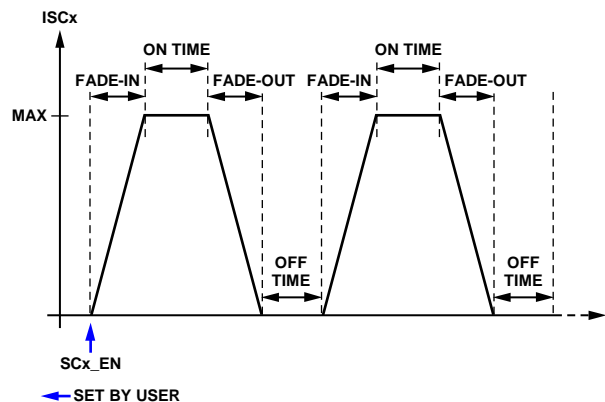 ISCx
ON TIME
ON TIME
FADE-IN
FADE-OUT
FADE-IN
FADE-OUT
MAX
OFF
TIME
OFF
TIME
SCx_EN
SET BY USER